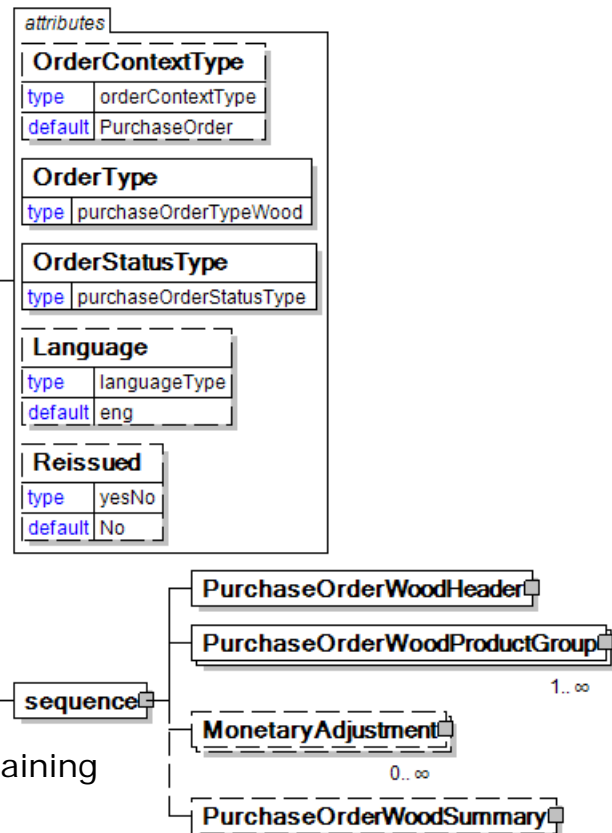 attributes
OrderContextType
type orderContextType
default PurchaseOrder
OrderType
type purchaseOrderTypeWood
OrderStatusType
type purchaseOrderStatusType
Language
type languageType
default eng
Reissued
type yesNo
default No
PurchaseOrderWoodHeader
PurchaseOrderWoodProductGroup
1.. ∞
sequence
MonetaryAdjustment
aining
0.. ∞
PurchaseOrderWoodSummary